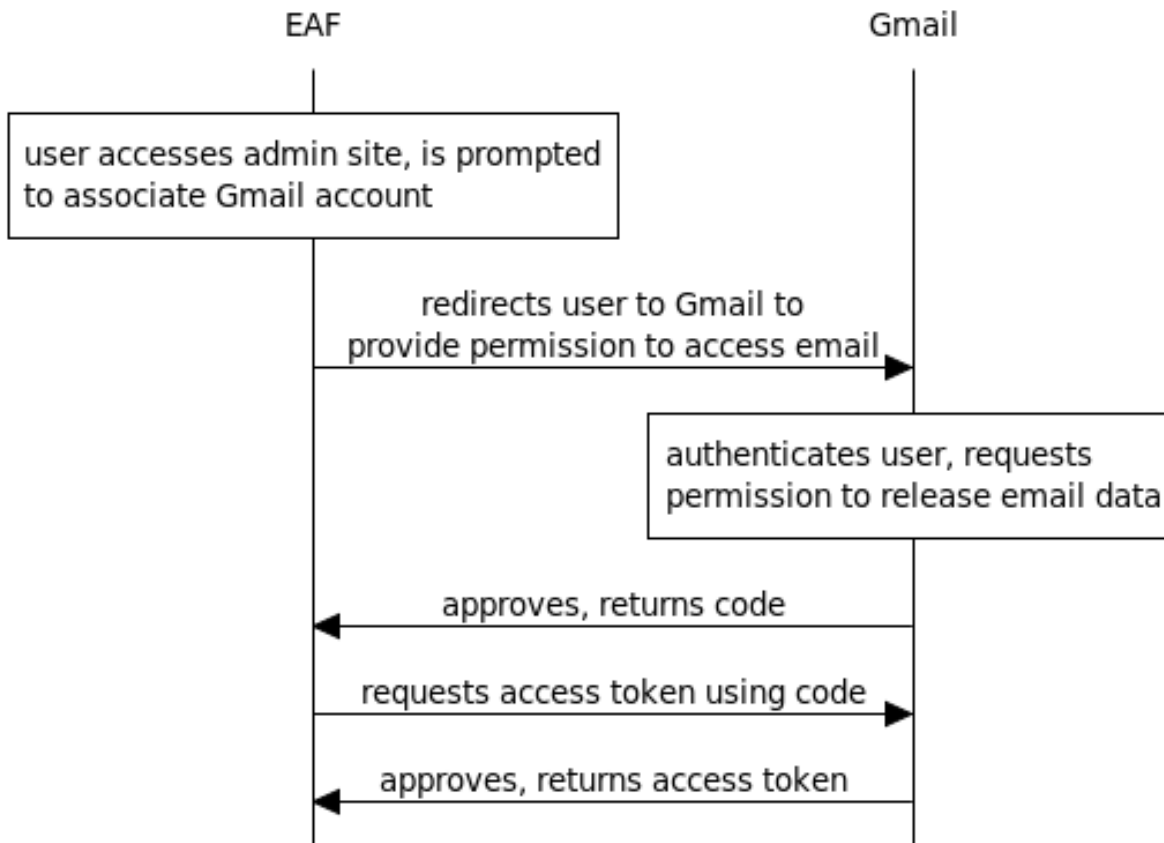 EAF
Gmail
user accesses admin site, is prompted
to associate Gmail account
redirects user to Gmail to
provide permission to access email
authenticates user, requests
permission to release email data
approves, returns code
requests access token using code
approves, returns access token